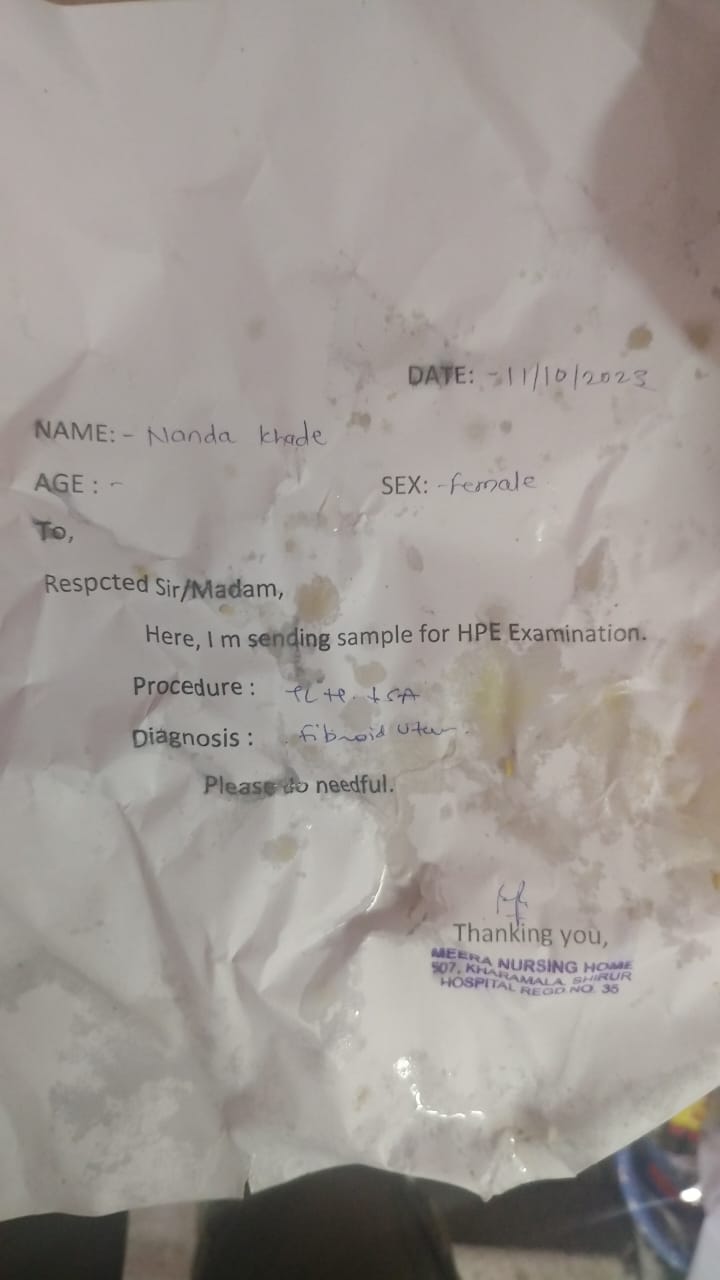 DATE: - 11/10/2023
NAME: - Nanda Khade
AGE : - SEX: - female
To,
Respcted Sir/Madam,
Here, I m sending sample for HPE Examination.
Procedure :
Diagnosis : fibroid
Please do needful.
Thanking you,
MEERA NURSING HOME
507, KHARAMALA, SHIRUR
HOSPITAL REGD.NO. 35